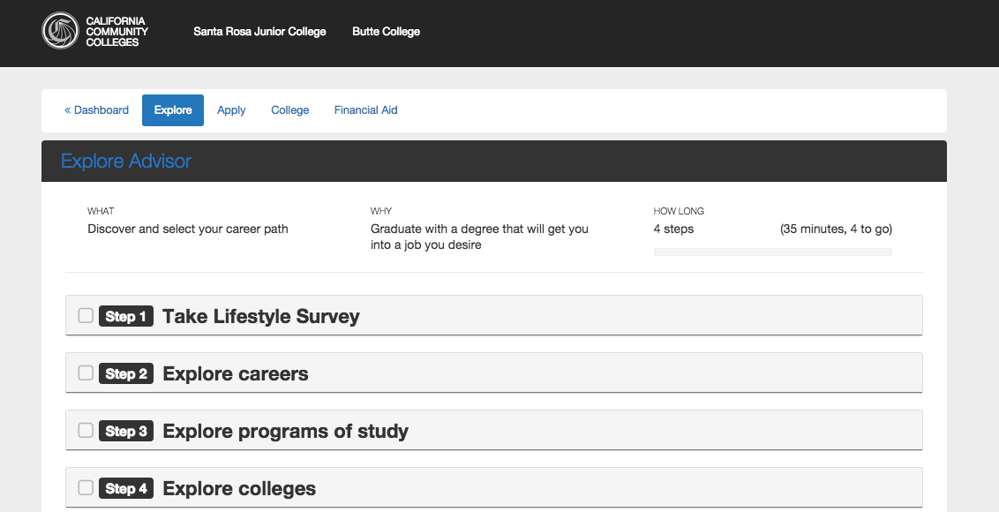 CALIFORNIA
COMMUNITY
COLLEGES
Santa Rosa Junior College
Butte College
« Dashboard
Explore
Apply
College
Financial Aid
Explore Advisor
WHAT
Discover and select your career path
WHY
Graduate with a degree that will get you
into a job you desire
HOW LONG
4 steps
(35 minutes, 4 to go)
Step 1 Take Lifestyle Survey
Step 2 Explore careers
Step 3 Explore programs of study
Step 4 Explore colleges